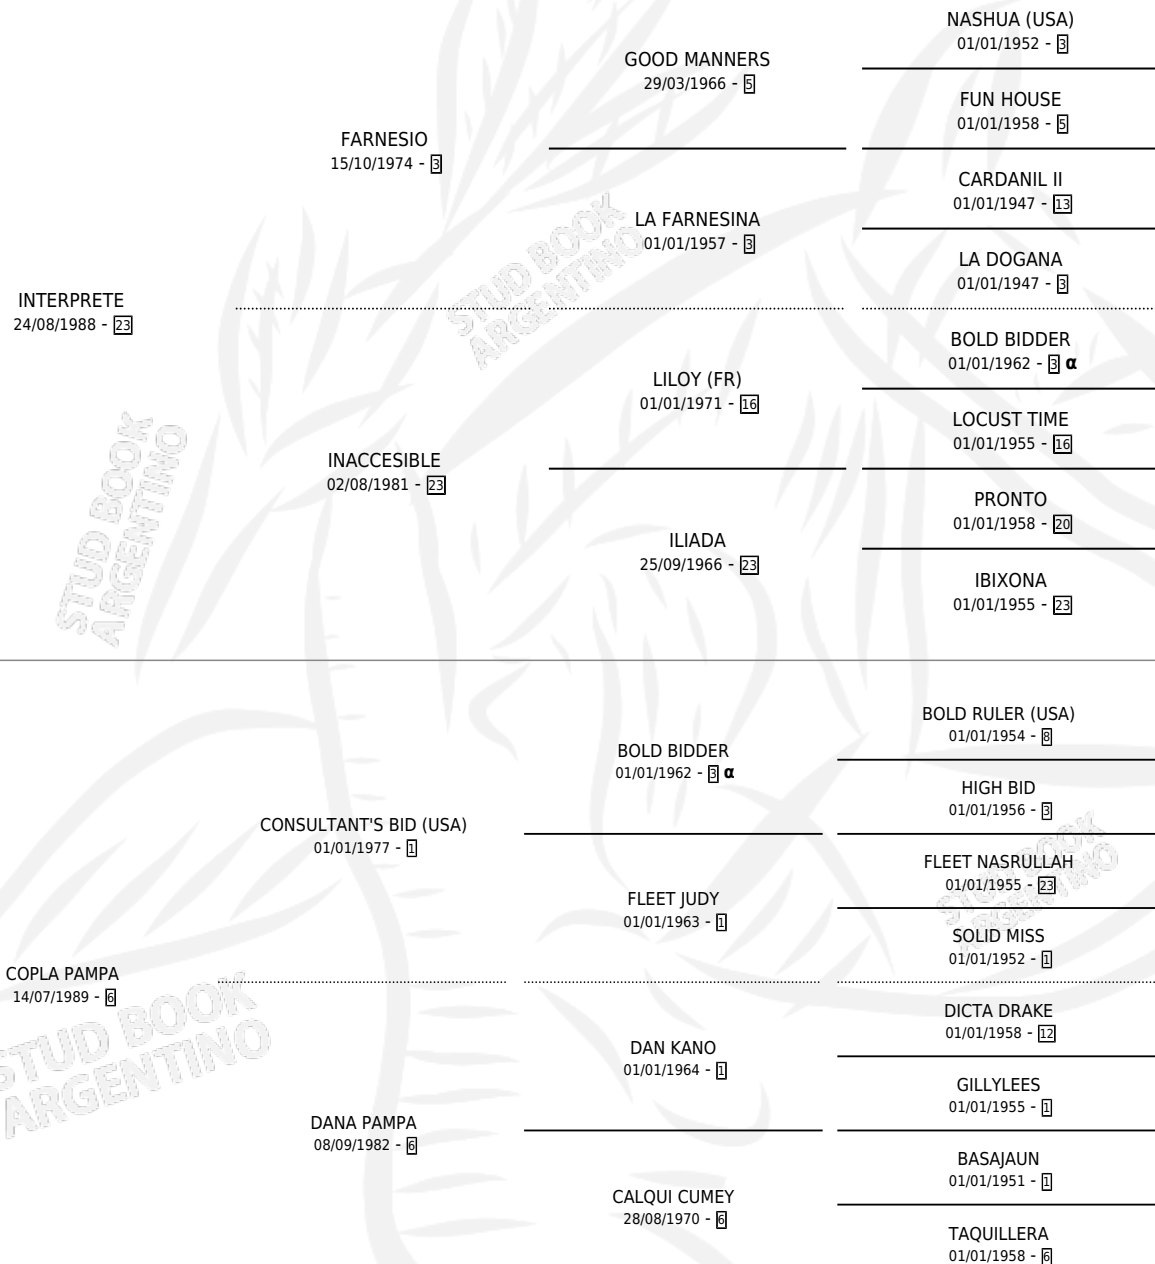 NASHUA (USA)
01/01/1952 - 3
GOOD MANNERS
29/03/1966 - 5
FUN HOUSE
01/01/1958 - 5
FARNESIO
15/10/1974 - 3
CARDANIL II
01/01/1947 - 13
LA FARNESINA
01/01/1957 - 3
LA DOGANA
01/01/1947 - 3
INTERPRETE
24/08/1988 - 23
BOLD BIDDER
01/01/1962 - 3 α
LILOY (FR)
01/01/1971 - 16
LOCUST TIME
01/01/1955 - 16
INACCESIBLE
02/08/1981 - 23
PRONTO
01/01/1958 - 20
ILIADA
25/09/1966 - 23
IBIXONA
01/01/1955 - 23
BOLD RULER (USA)
01/01/1954 - 8
BOLD BIDDER
01/01/1962 - 3 α
HIGH BID
01/01/1956 - 3
CONSULTANT'S BID (USA)
01/01/1977 - 1
FLEET NASRULLAH
01/01/1955 - 23
FLEET JUDY
01/01/1963 - 1
SOLID MISS
01/01/1952 - 1
COPLA PAMPA
14/07/1989 - 6
DICTA DRAKE
01/01/1958 - 12
DAN KANO
01/01/1964 - 1
GILLYLEES
01/01/1955 - 1
DANA PAMPA
08/09/1982 - 6
BASAJAUN
01/01/1951 - 1
CALQUI CUMEY
28/08/1970 - 6
TAQUILLERA
01/01/1958 - 6
STUD BOOK
ARGENTINO
STUD BOOK
ARGENTINO
STUD BOOK
ARGENTINO
STUD BOOK
ARGENTINO